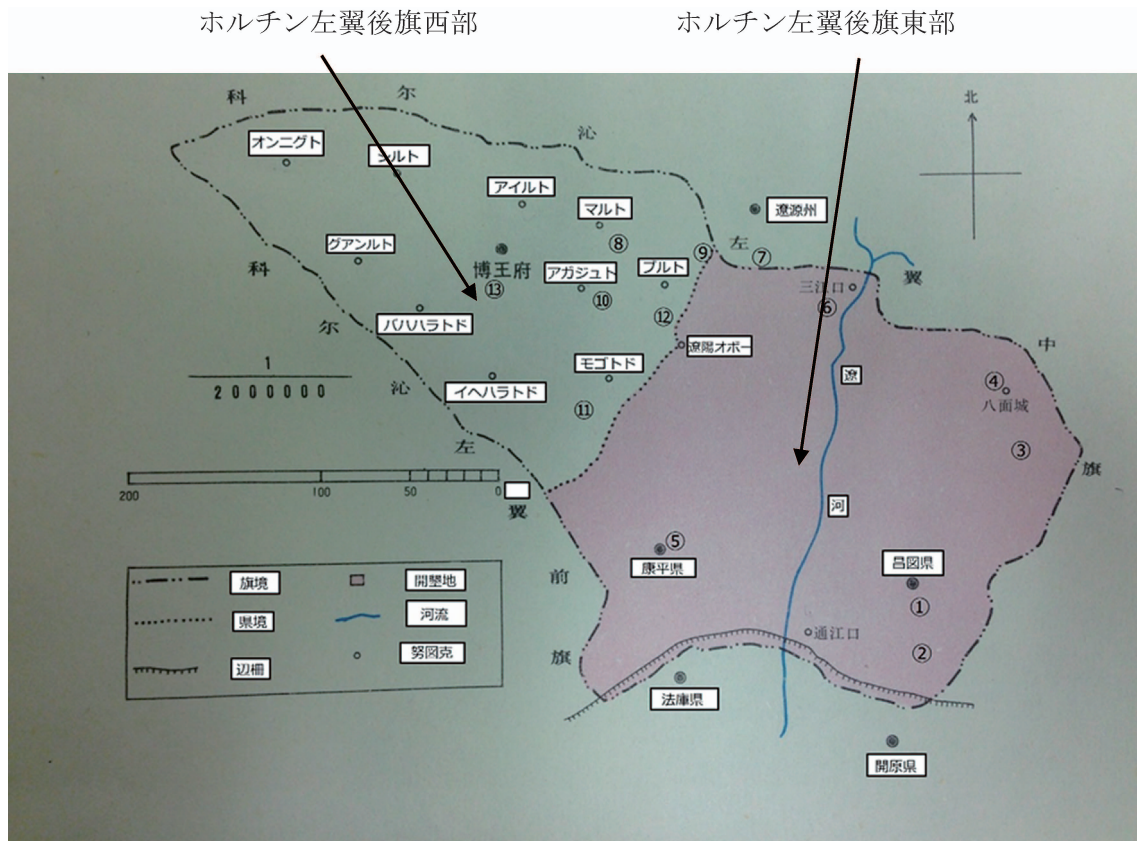 ホルチン左翼後旗西部
ホルチン左翼後旗東部
科
尔
沁
左
翼
中
旗
北
オンニグト
シルト
アイルト
マルト
⑧
⑨
⑦
遼源州
グアンルト
博王府
⑬
アガジュト
⑩
ブルト
⑫
三江口
⑥
科
尔
沁
左
翼
前
旗
バハハラトド
遼陽オボー
モゴトド
イヘハラトド
⑪
遼
河
④
八面城
③
1
2000000
200
100
50
0
⑤
康平県
昌図県
①
②
通江口
法庫県
開原県
旗境
開墾地
県境
河流
辺柵
努図克